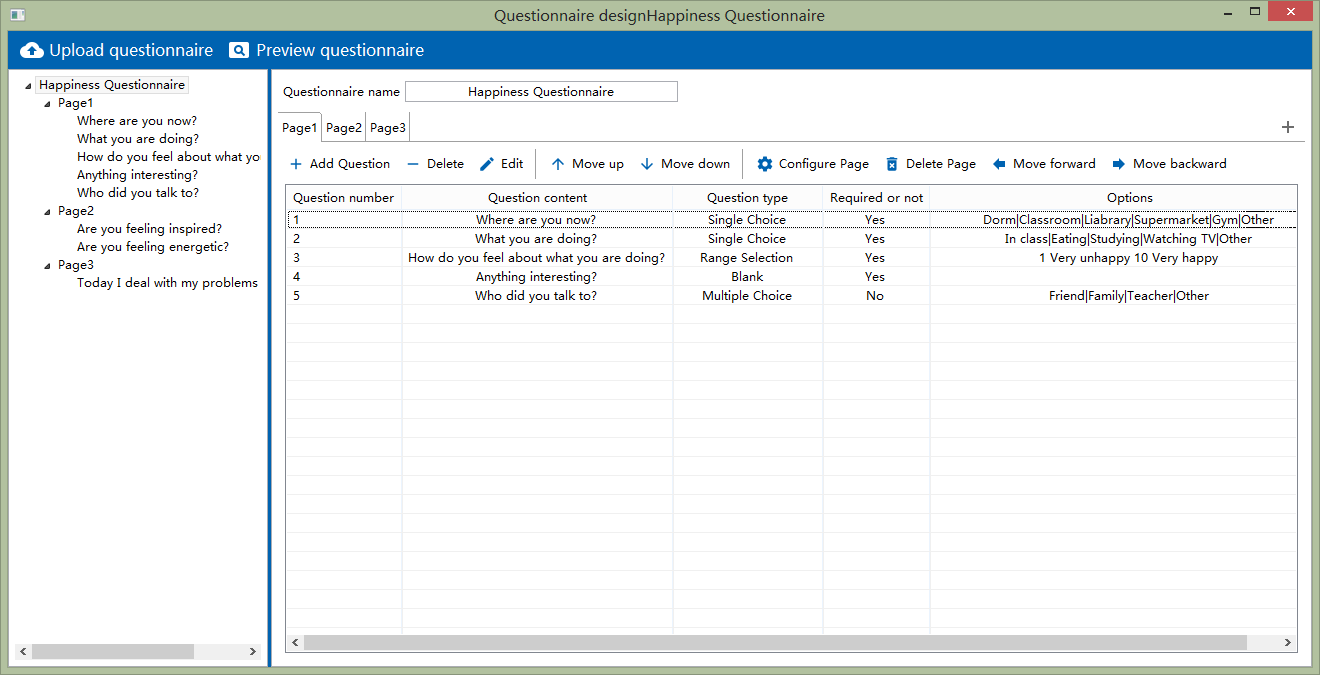 Questionnaire designHappiness Questionnaire
Upload questionnaire Preview questionnaire
Happiness Questionnaire
Page1
Where are you now?
What you are doing?
How do you feel about what yo
Anything interesting?
Who did you talk to?
Page2
Are you feeling inspired?
Are you feeling energetic?
Page3
Today I deal with my problems
Questionnaire name Happiness Questionnaire
Page1 Page2 Page3
Add Question Delete Edit Move up Move down Configure Page Delete Page Move forward Move backward
Question number Question content Question type Required or not Options
1 Where are you now? Single Choice Yes Dorm|Classroom|Liabrary|Supermarket|Gym|Other
2 What you are doing? Single Choice Yes In class|Eating|Studying|Watching TV|Other
3 How do you feel about what you are doing? Range Selection Yes 1 Very unhappy 10 Very happy
4 Anything interesting? Blank Yes
5 Who did you talk to? Multiple Choice No Friend|Family|Teacher|Other